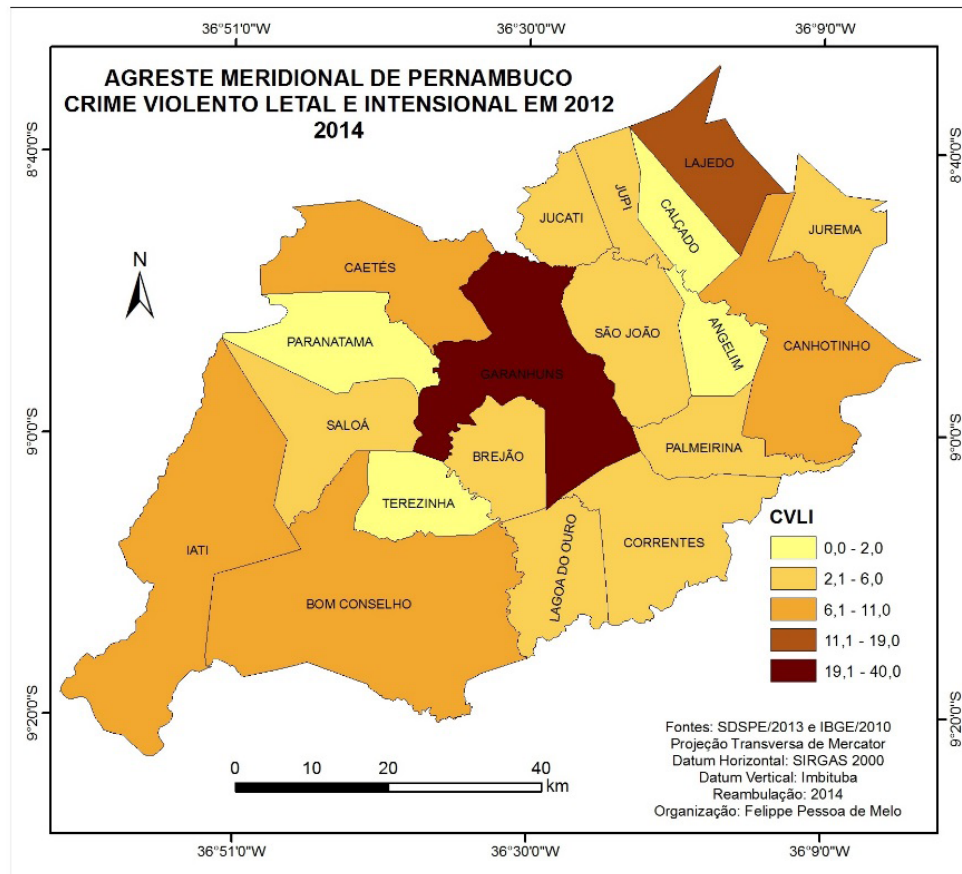 36°51'0"W
36°30'0"W
36°9'0"W
AGRESTE MERIDIONAL DE PERNAMBUCO
CRIME VIOLENTO LETAL E INTENSIONAL EM 2012
2014
8°40'0"S
8°40'0"S
LAJEDO
JUPI
JUCATI
CALÇADO
JUREMA
N
CAETÉS
SÃO JOÃO
ANGELIM
PARANATAMA
CANHOTINHO
GARANHUNS
SALOÁ
9°0'0"S
9°0'0"S
BREJÃO
PALMEIRINA
TEREZINHA
IATI
LAGOA DO OURO
CORRENTES
BOM CONSELHO
CVLI
0,0 - 2,0
2,1 - 6,0
6,1 - 11,0
11,1 - 19,0
19,1 - 40,0
9°20'0"S
9°20'0"S
Fontes: SDSPE/2013 e IBGE/2010
Projeção Transversa de Mercator
Datum Horizontal: SIRGAS 2000
Datum Vertical: Imbituba
Reambulação: 2014
Organização: Felippe Pessoa de Melo
0 10 20 40
km
36°51'0"W
36°30'0"W
36°9'0"W